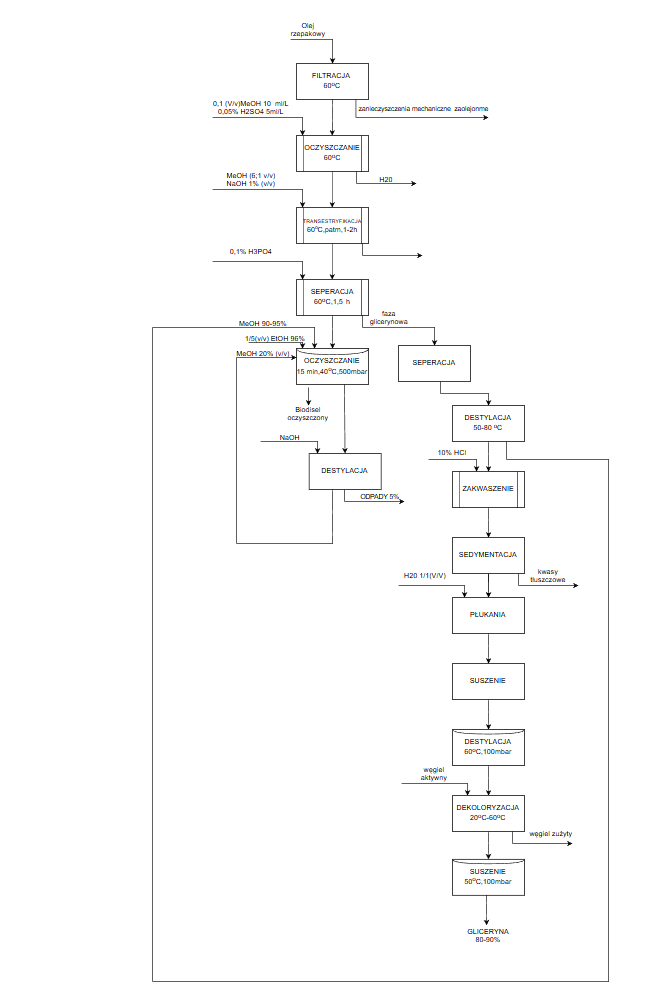 Olej
rzepakowy
FILTRACJA
60ºC
0,1 (V/v)MeOH 10 ml/L
0,05% H2SO4 5ml/L
zanieczyszczenia mechaniczne zaolejonme
OCZYSZCZANIE
60ºC
H20
MeOH (6;1 v/v)
NaOH 1% (v/v)
TRANSESTRYFIKACJA
60ºC,patm,1-2h
0,1% H3PO4
SEPERACJA
60ºC,1,5 h
faza
glicerynowa
MeOH 90-95%
1/5(v/v) EtOH 96%
MeOH 20% (v/v)
OCZYSZCZANIE
15 min,40ºC,500mbar
SEPERACJA
Biodisel
oczyszczony
DESTYLACJA
50-80 ºC
NaOH
10% HCl
DESTYLACJA
ODPADY 5%
ZAKWASZENIE
SEDYMENTACJA
kwasy
tłuszczowe
H20 1/1(V/V)
PŁUKANIA
SUSZENIE
DESTYLACJA
60ºC,100mbar
węgiel
aktywny
DEKOLORYZACJA
20ºC-60ºC
węgiel zużyty
SUSZENIE
50ºC,100mbar
GLICERYNA
80-90%